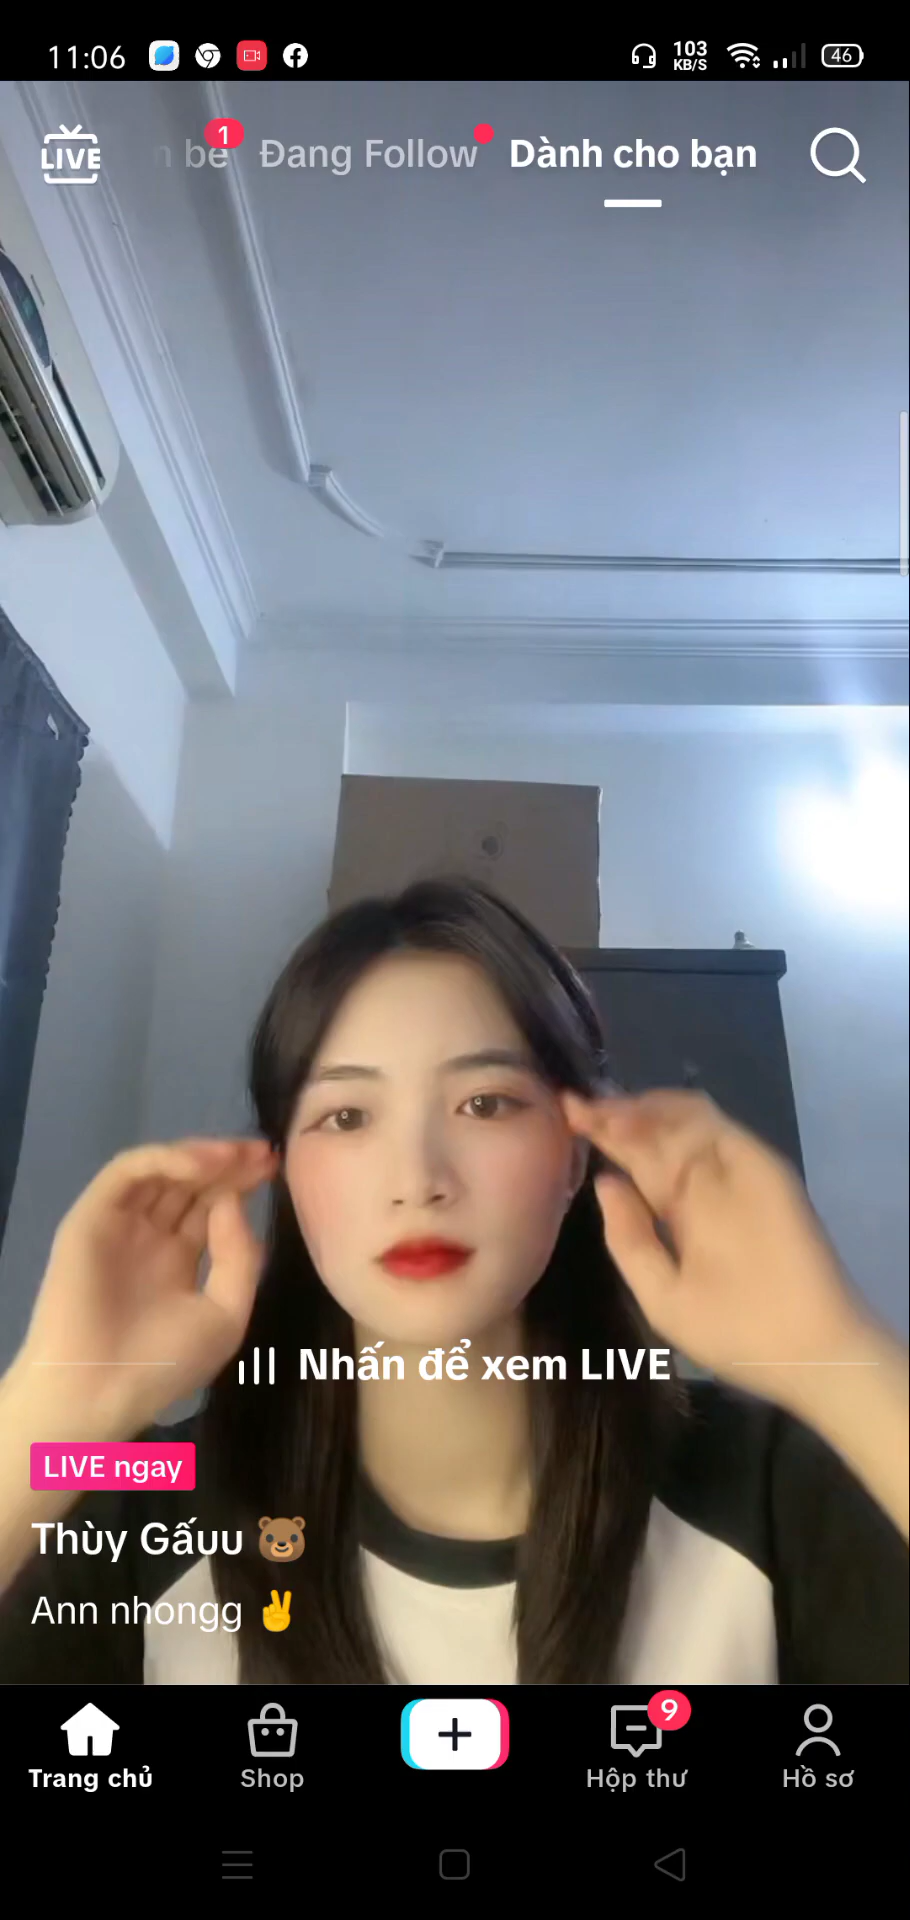 11:06
103
KB/S
46
LIVE
n bè
1
Đang Follow
Dành cho bạn
Nhấn để xem LIVE
LIVE ngay
Thùy Gấuu 🐻
Ann nhongg ✌️
Trang chủ
Shop
Hộp thư
9
Hồ sơ